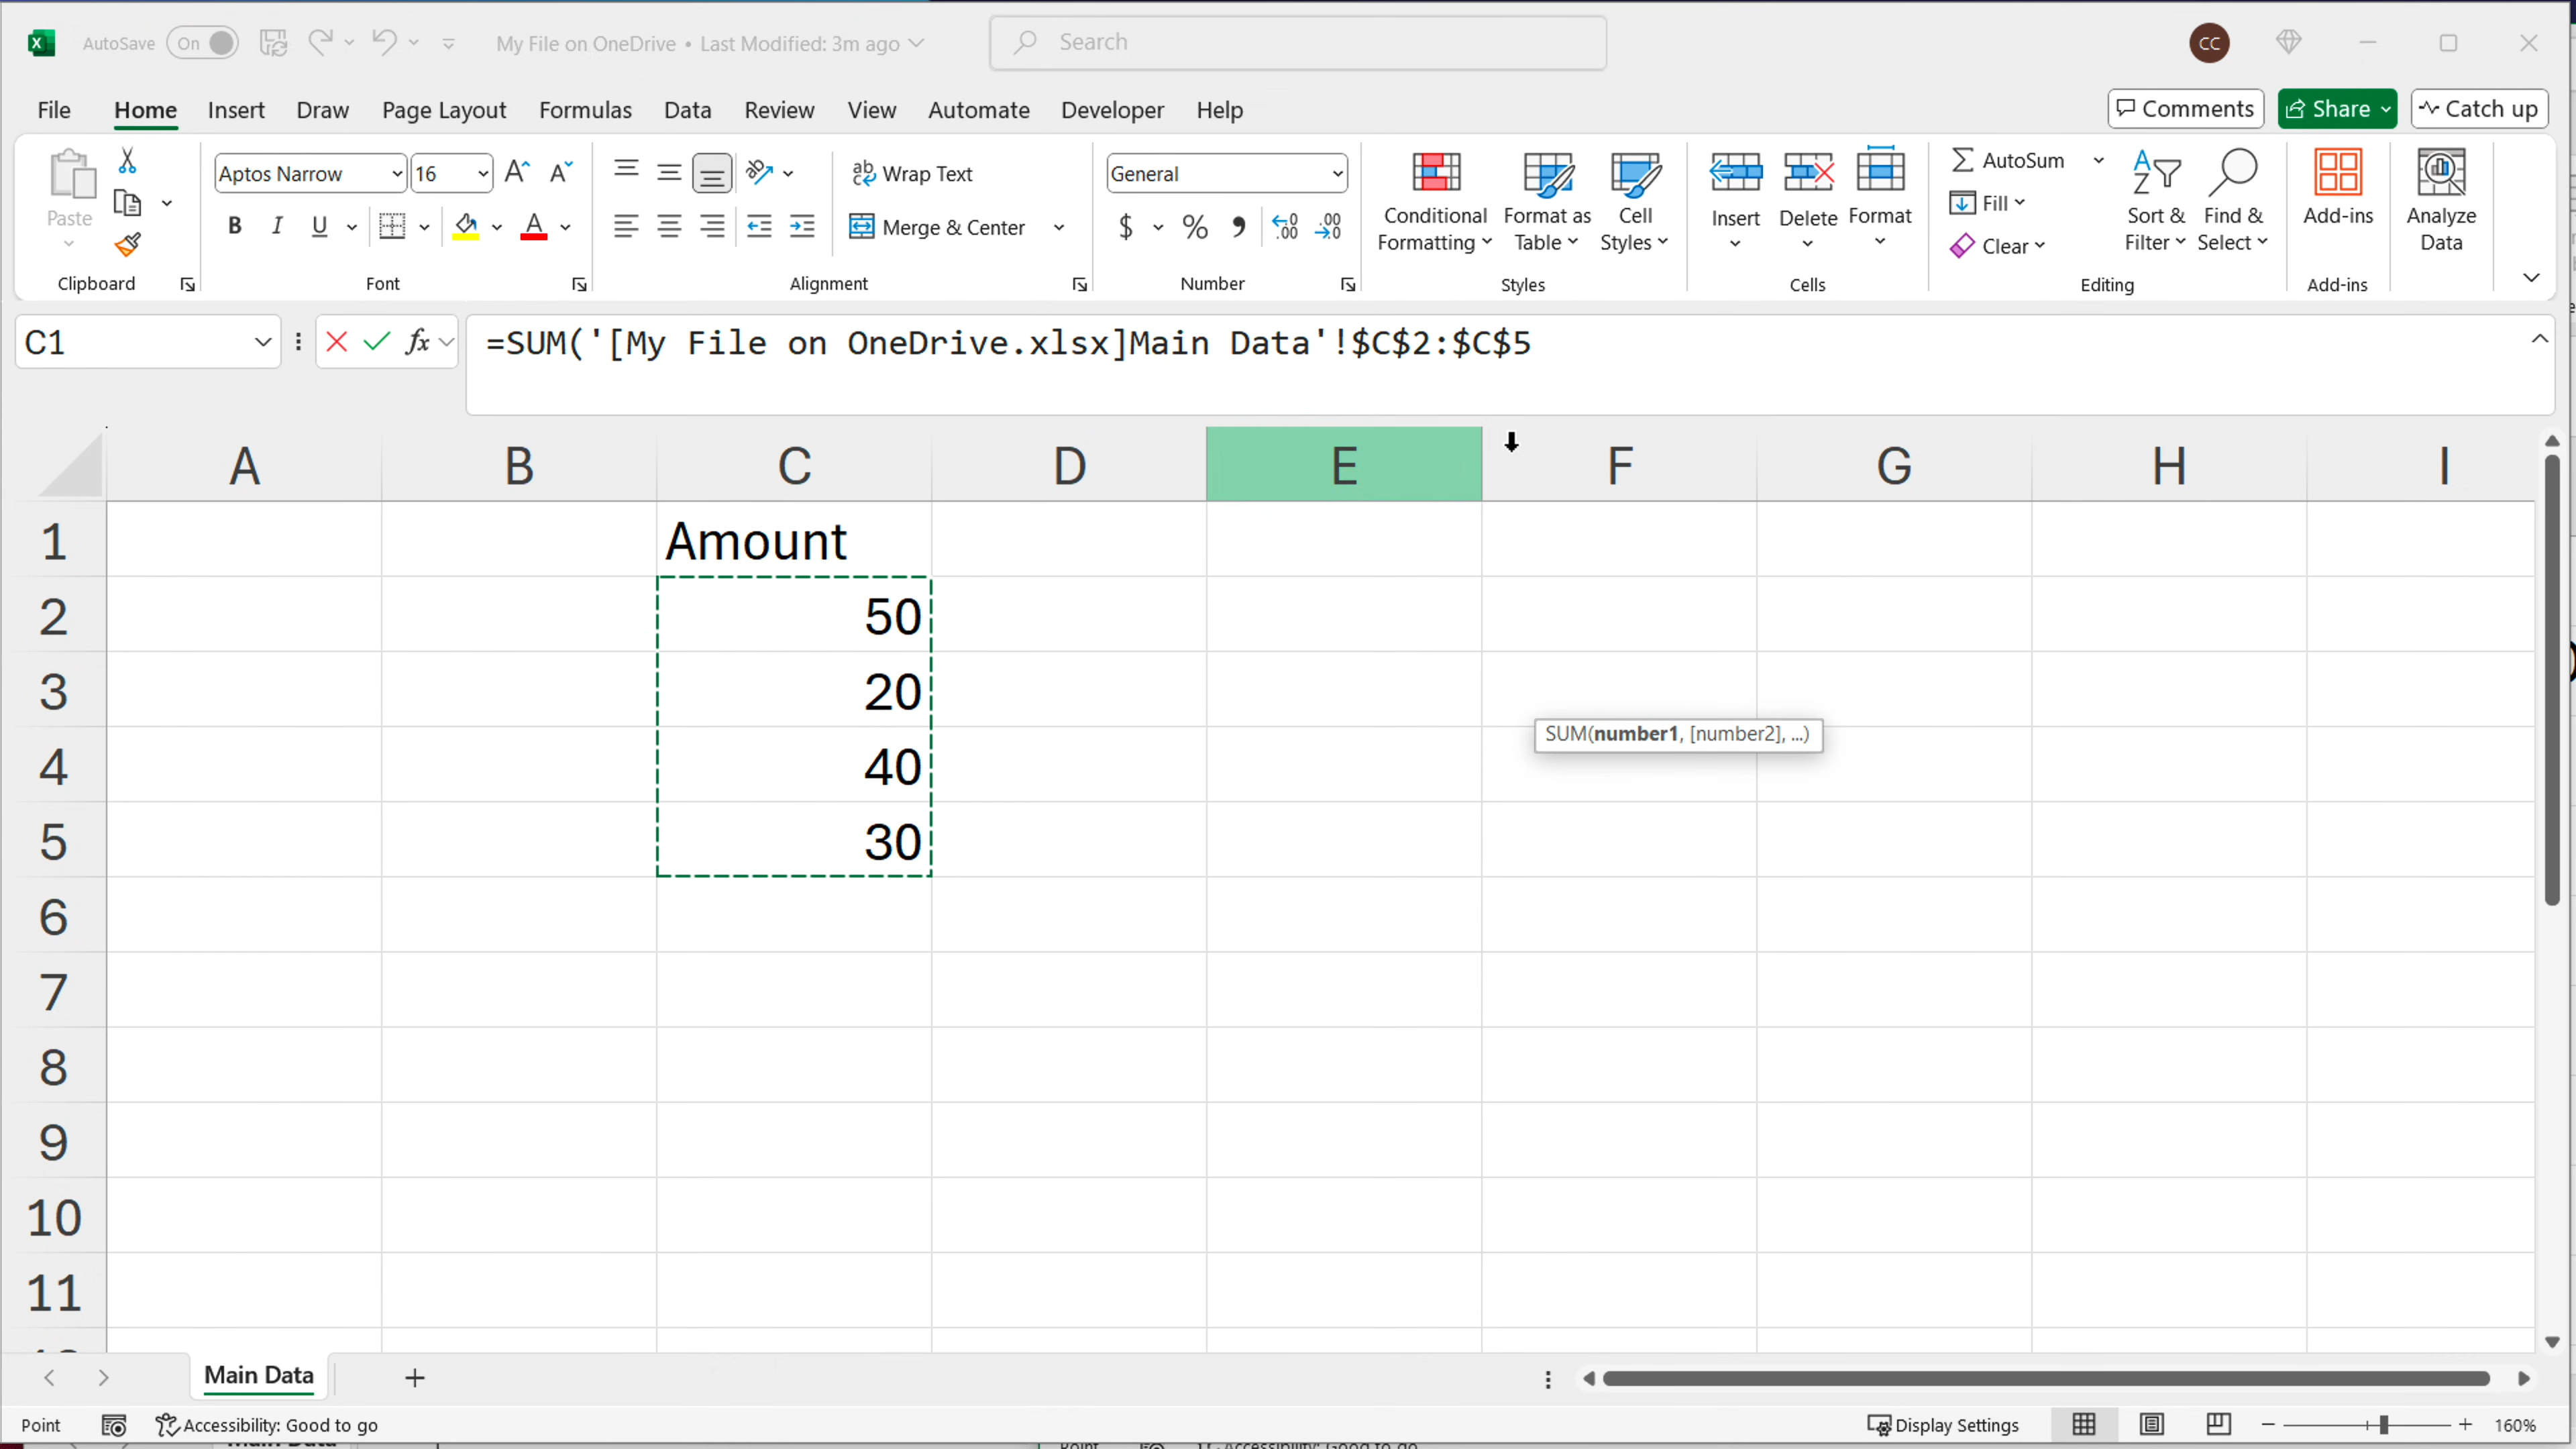 AutoSave On My File on OneDrive • Last Modified: 3m ago Search CC
File Home Insert Draw Page Layout Formulas Data Review View Automate Developer Help Comments Share Catch up
Paste
Clipboard
Aptos Narrow 16
B I U A
Font
Wrap Text
Merge & Center
Alignment
General
$ % , .00 .00
Number
Conditional Formatting
Format as Table
Cell Styles
Styles
Insert Delete Format
Cells
AutoSum
Fill
Clear
Sort & Filter
Find & Select
Editing
Add-ins
Add-ins
Analyze Data
C1 fx =SUM('[My File on OneDrive.xlsx]Main Data'!$C$2:$C$5
A B C D E F G H I
1 Amount
2 50
3 20
SUM(number1, [number2], ...)
4 40
5 30
6
7
8
9
10
11
Main Data
Point Accessibility: Good to go Display Settings 160%